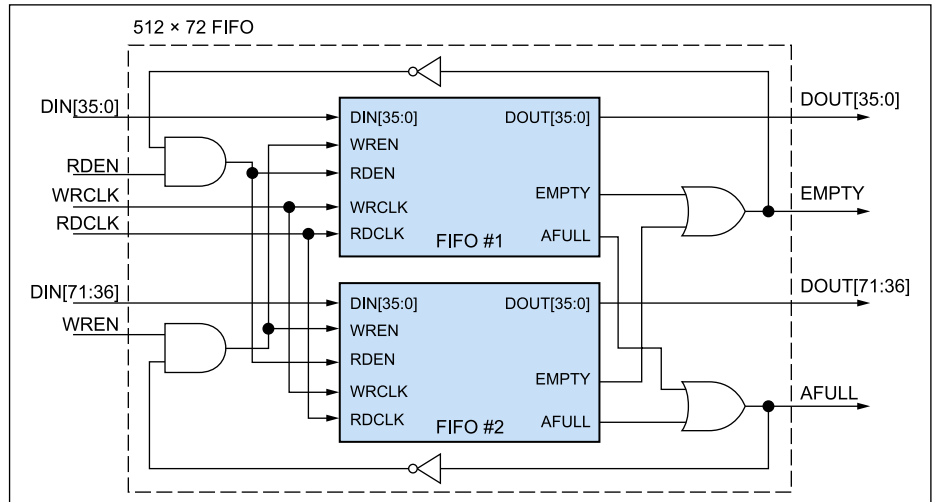 512 × 72 FIFO
DIN[35:0]
RDEN
WRCLK
RDCLK
DIN[71:36]
WREN
DIN[35:0]
WREN
RDEN
WRCLK
RDCLK
DOUT[35:0]
EMPTY
AFULL
FIFO #1
DIN[35:0]
WREN
RDEN
WRCLK
RDCLK
DOUT[35:0]
EMPTY
AFULL
FIFO #2
DOUT[35:0]
EMPTY
DOUT[71:36]
AFULL